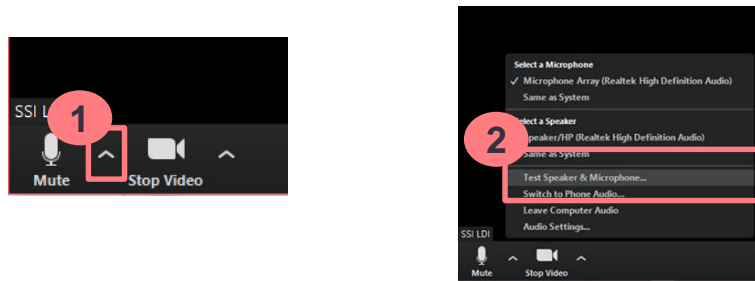 1
SSI L
Mute
Stop Video
2
Select a Microphone
✓ Microphone Array (Realtek High Definition Audio)
Same as System
elect a Speaker
peaker/HP (Realtek High Definition Audio)
Same as System
Test Speaker & Microphone...
Switch to Phone Audio...
Leave Computer Audio
Audio Settings...
SSI LDI
Mute
Stop Video